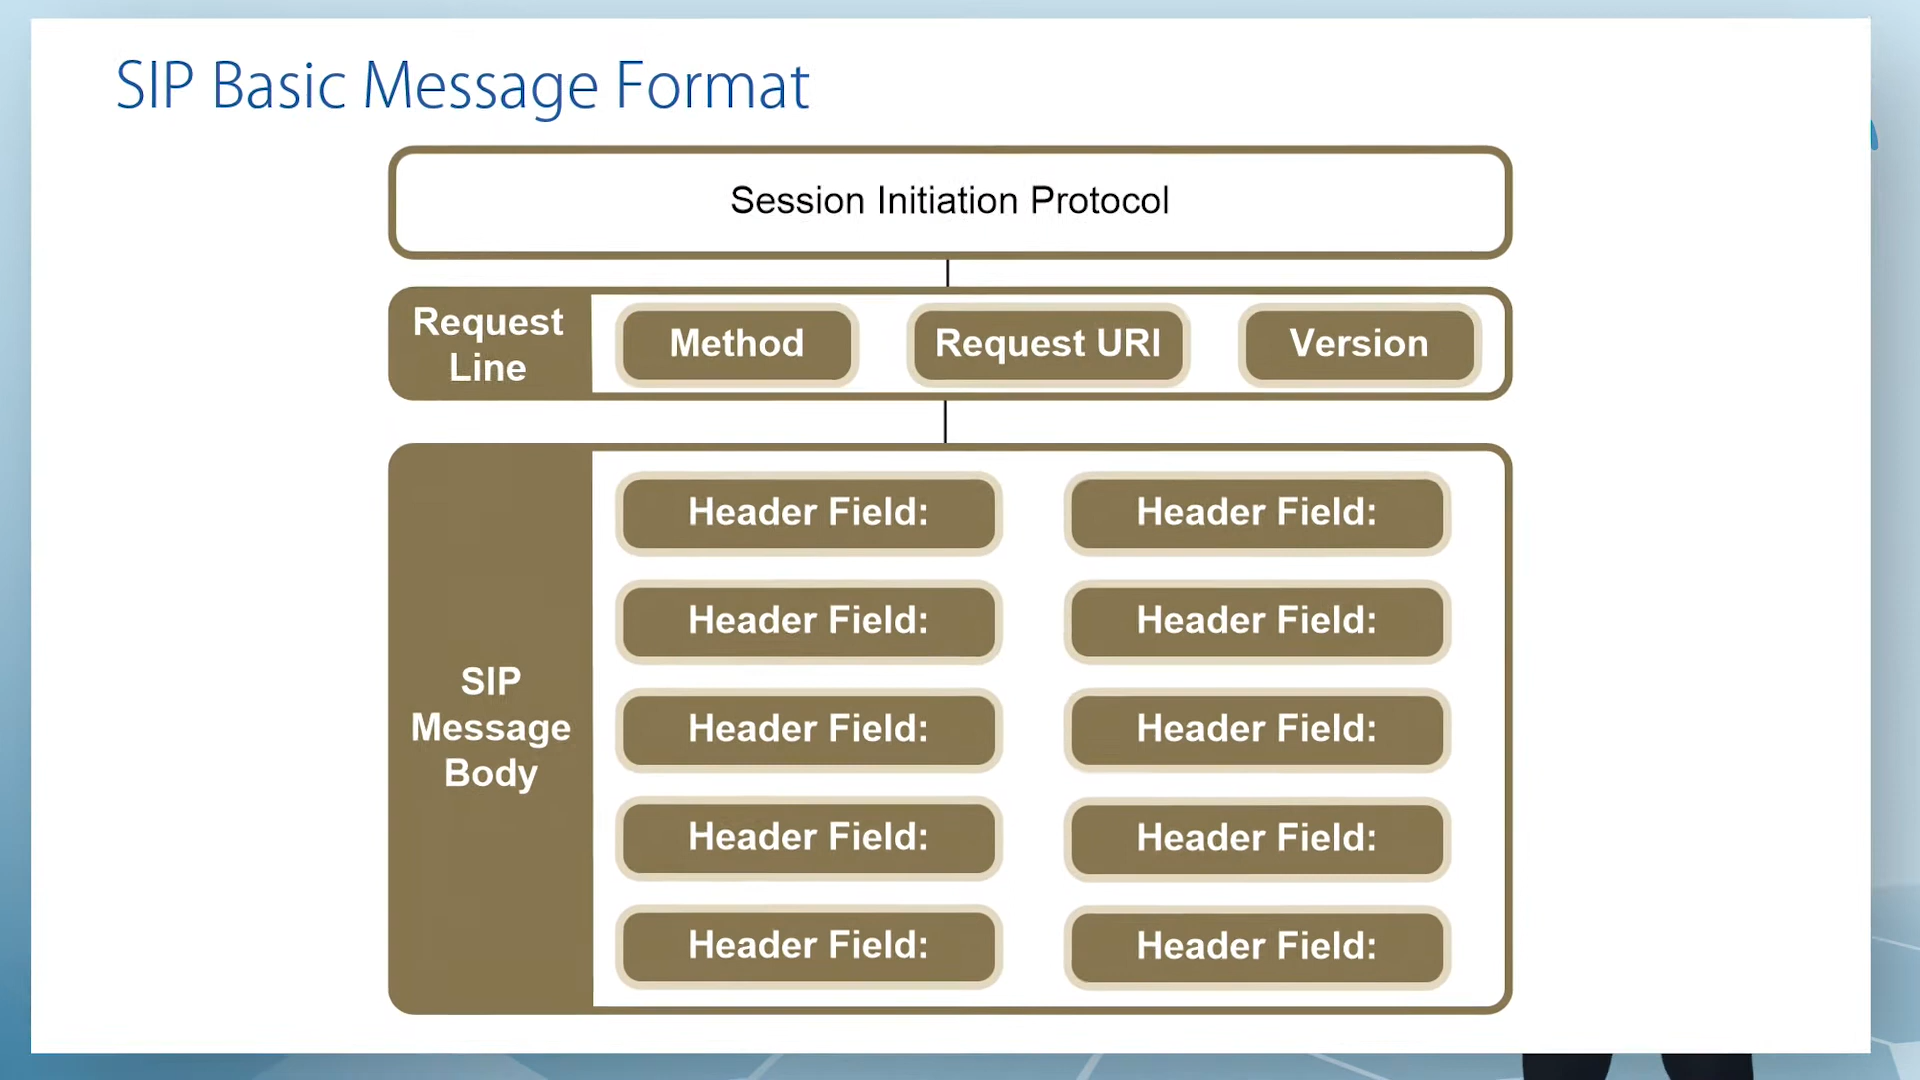 SIP Basic Message Format
Session Initiation Protocol
Request
Line
Method
Request URI
Version
SIP
Message
Body
Header Field:
Header Field:
Header Field:
Header Field:
Header Field:
Header Field:
Header Field:
Header Field:
Header Field:
Header Field: